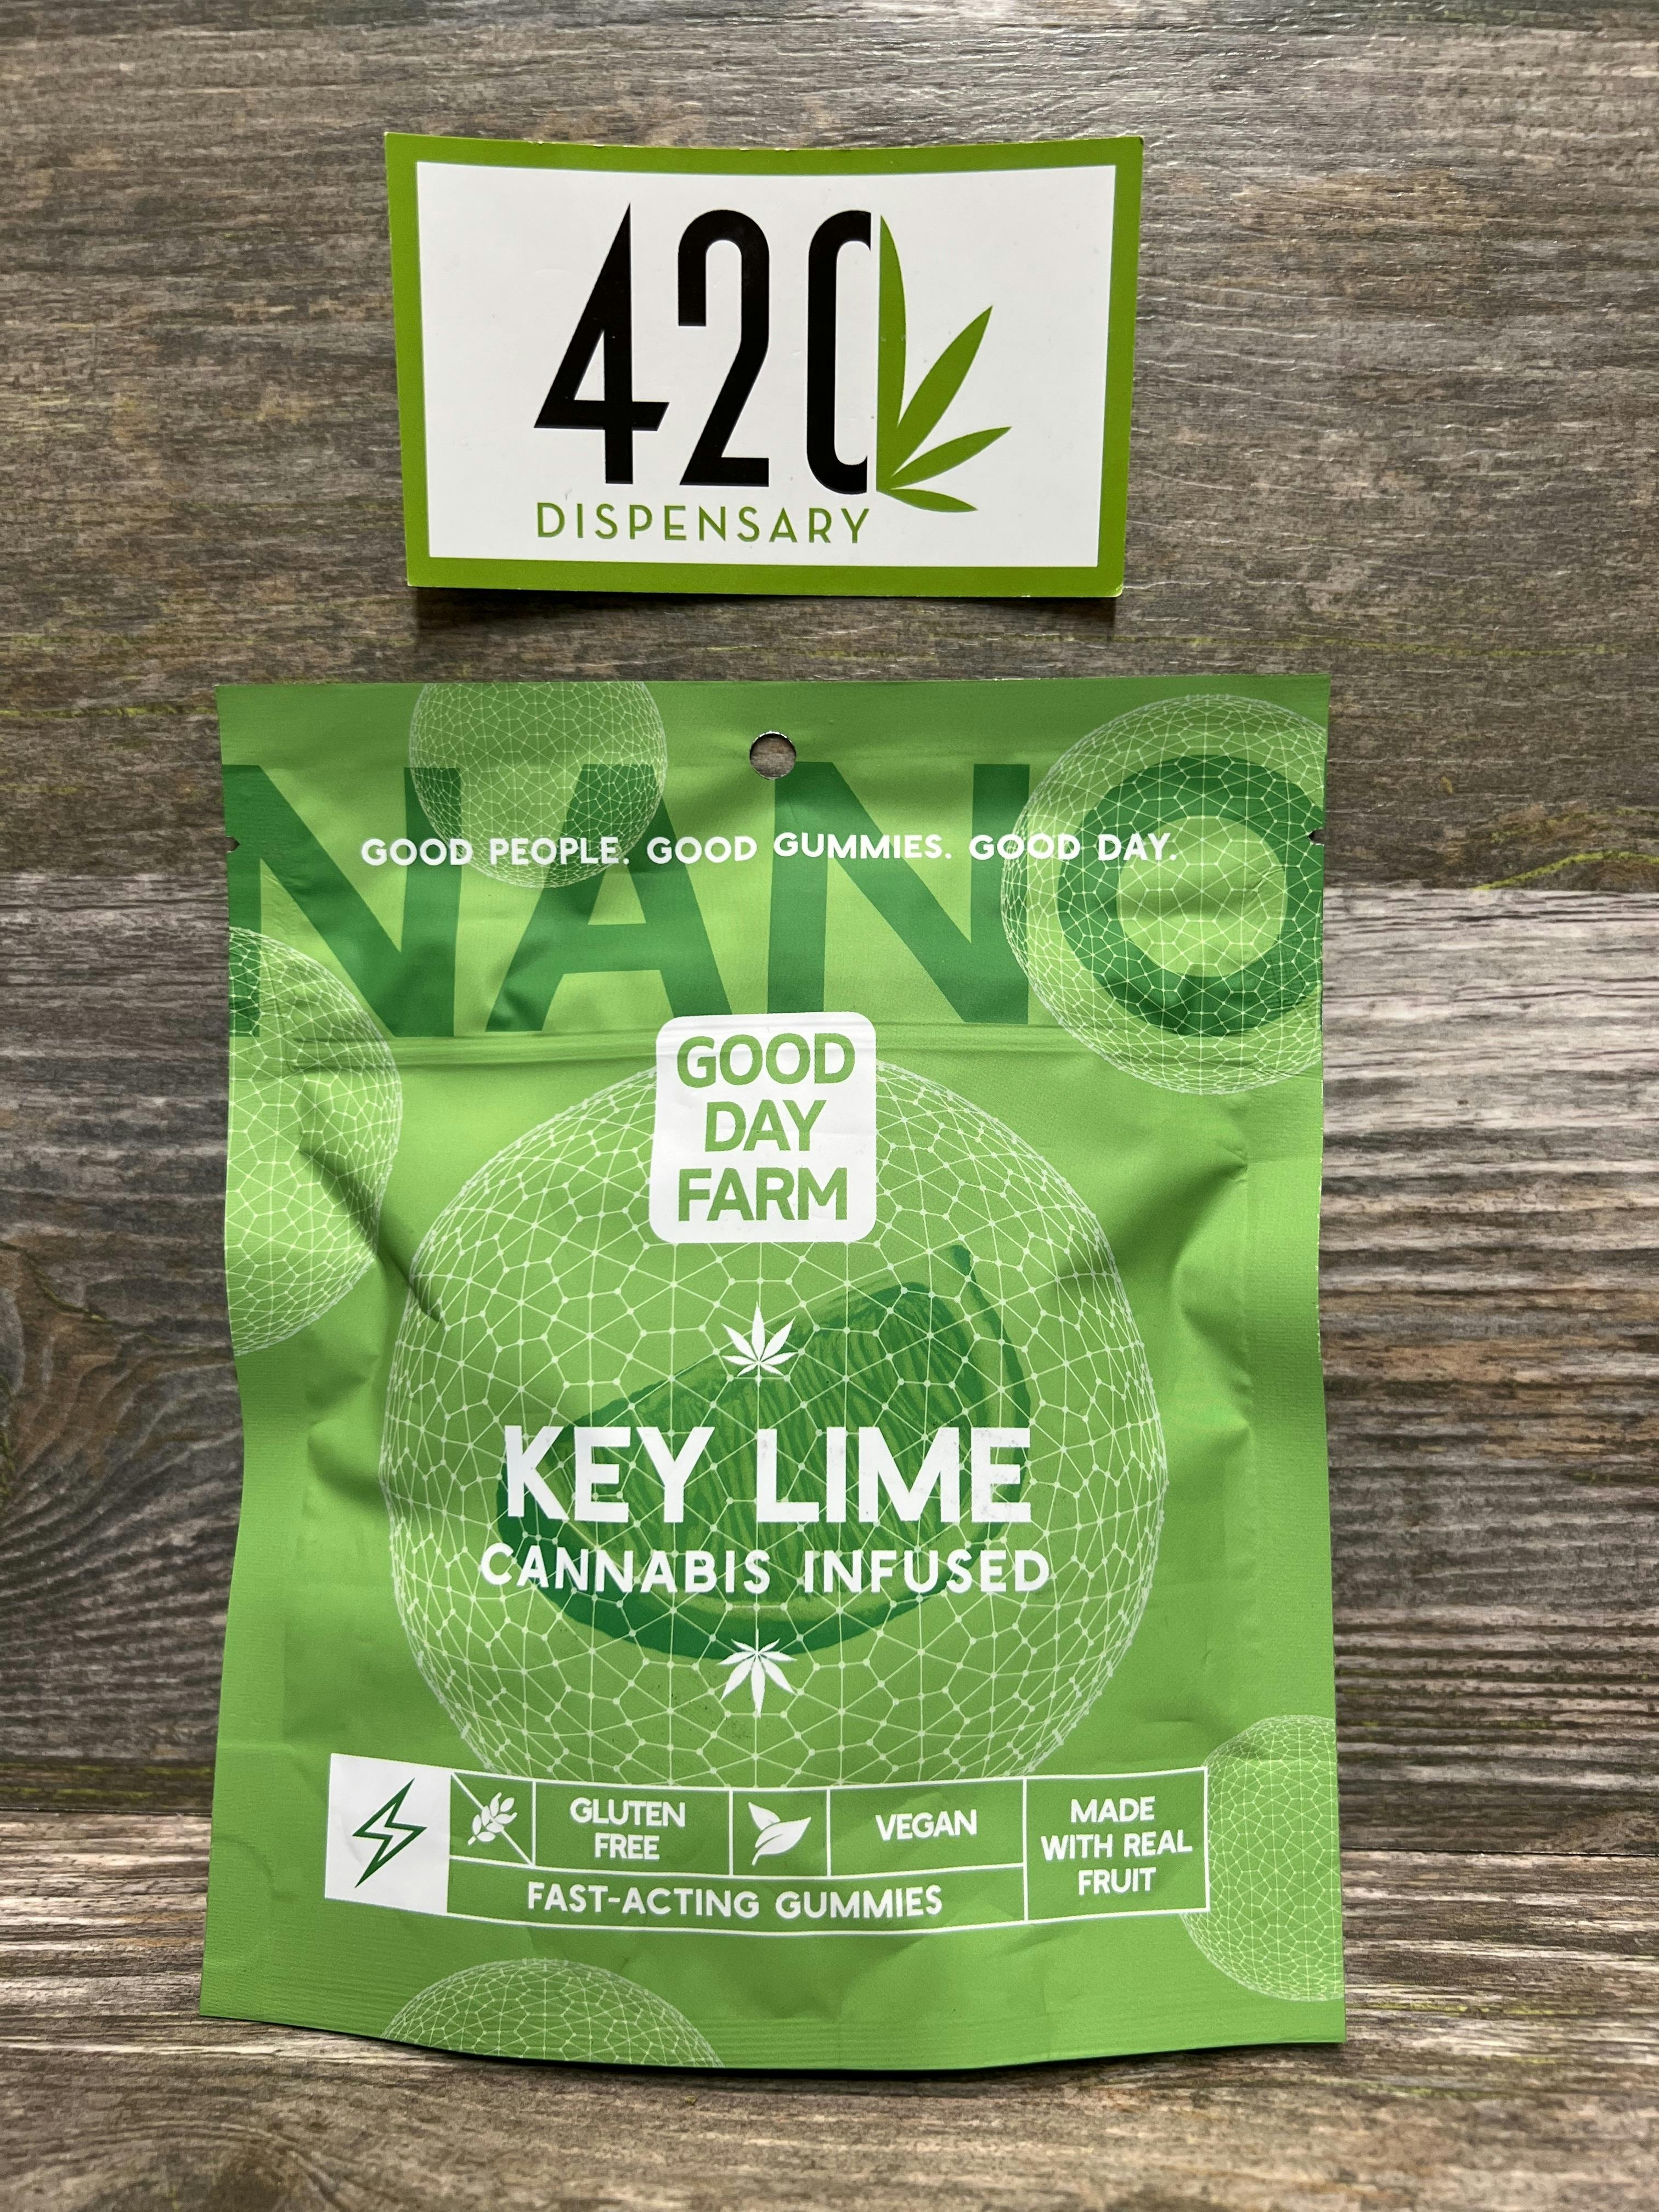 420
DISPENSARY
NANO
GOOD PEOPLE. GOOD GUMMIES. GOOD DAY.
GOOD
DAY
FARM
KEY LIME
CANNABIS INFUSED
GLUTEN
FREE
VEGAN
MADE
WITH REAL
FRUIT
FAST-ACTING GUMMIES